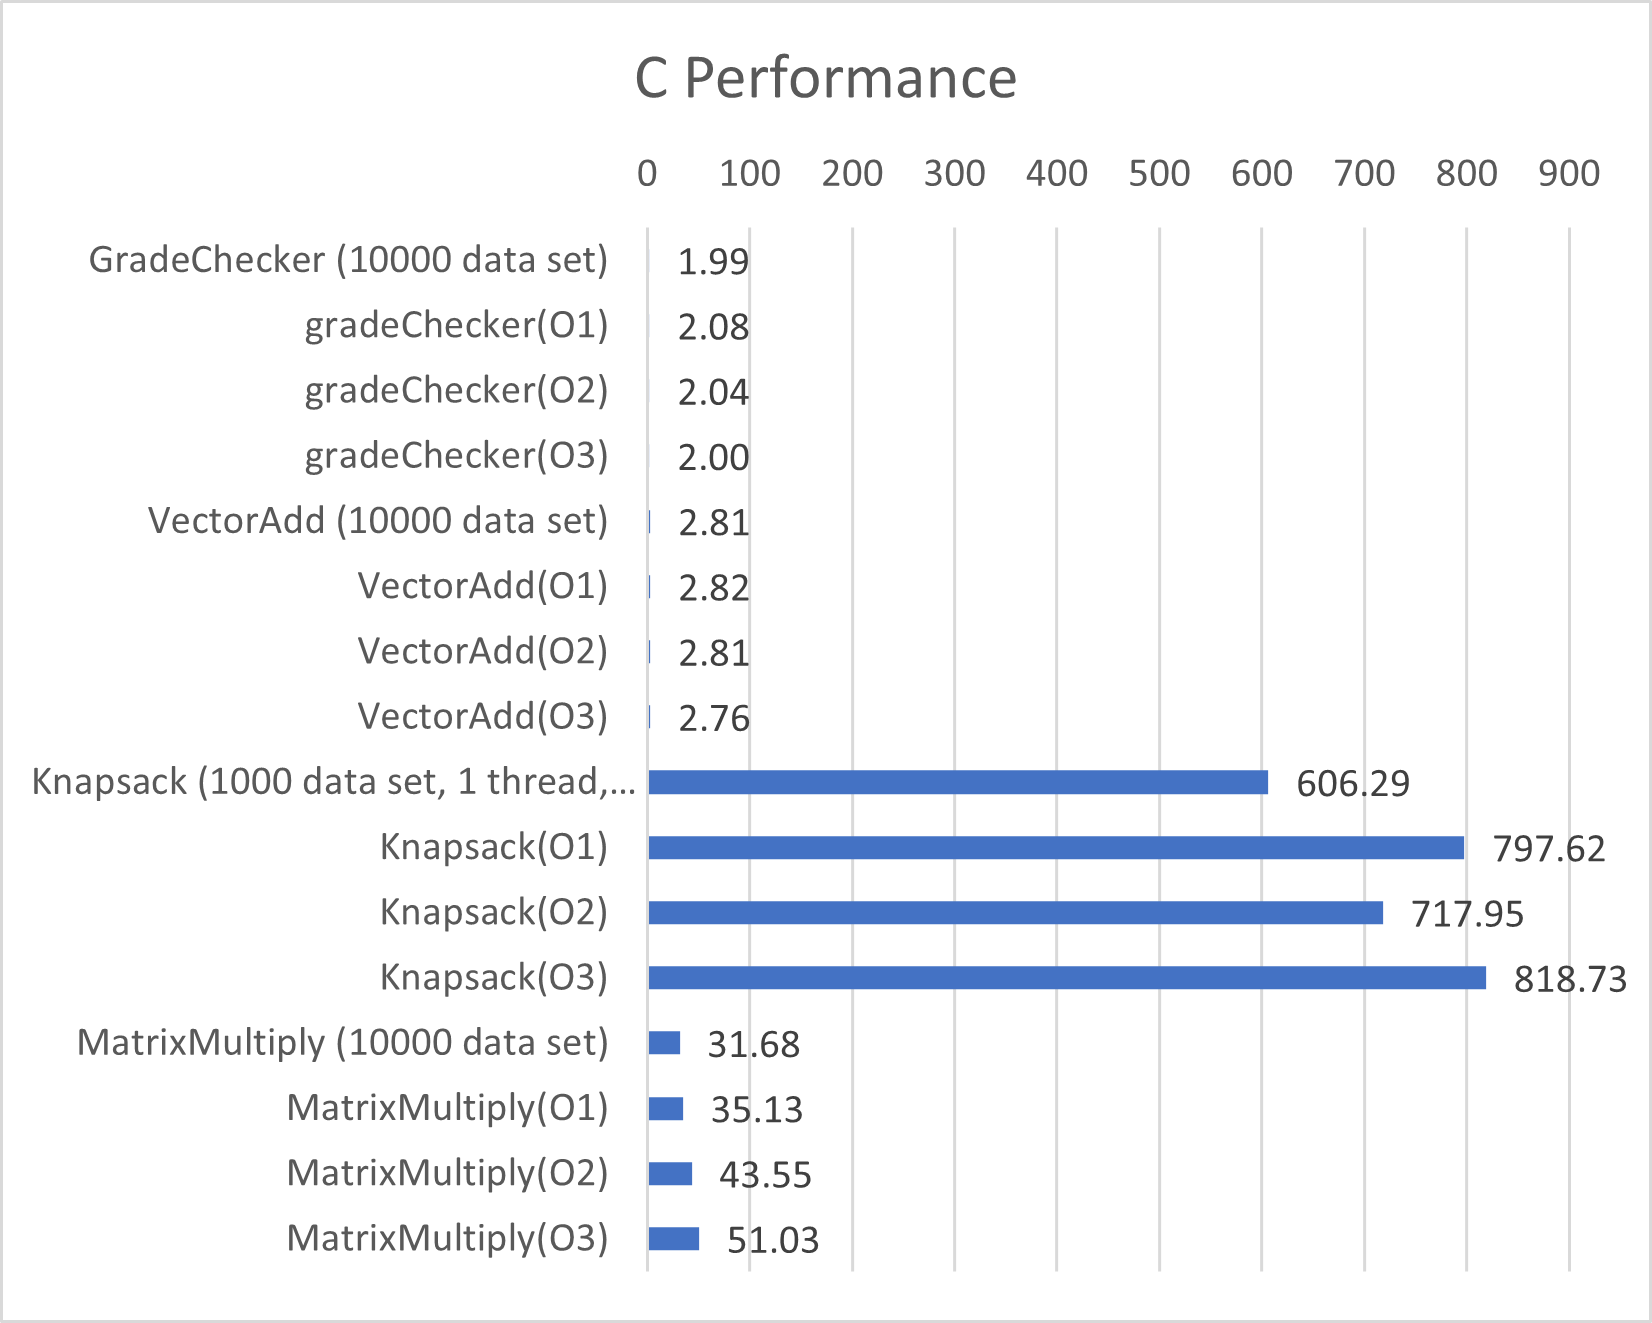 C Performance
0 100 200 300 400 500 600 700 800 900
GradeChecker (10000 data set) 1.99
gradeChecker(O1) 2.08
gradeChecker(O2) 2.04
gradeChecker(O3) 2.00
VectorAdd (10000 data set) 2.81
VectorAdd(O1) 2.82
VectorAdd(O2) 2.81
VectorAdd(O3) 2.76
Knapsack (1000 data set, 1 thread,... 606.29
Knapsack(O1) 797.62
Knapsack(O2) 717.95
Knapsack(O3) 818.73
MatrixMultiply (10000 data set) 31.68
MatrixMultiply(O1) 35.13
MatrixMultiply(O2) 43.55
MatrixMultiply(O3) 51.03